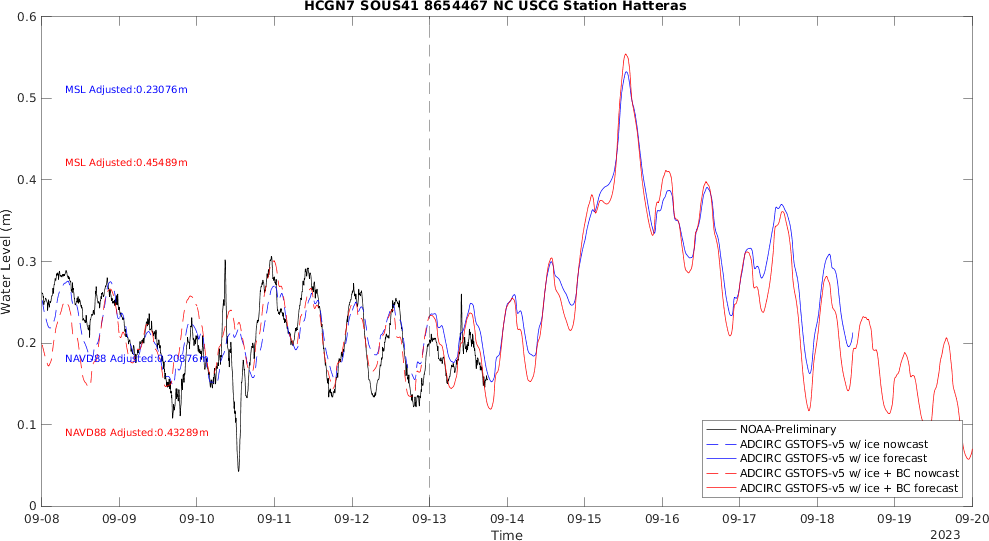 HCGN7 SOUS41 8654467 NC USCG Station Hatteras
0.6
0.5
0.4
0.3
0.2
0.1
0
Water Level (m)
MSL Adjusted:0.23076m
MSL Adjusted:0.45489m
NAVD88 Adjusted:0.20876m
NAVD88 Adjusted:0.43289m
NOAA-Preliminary
ADCIRC GSTOFS-v5 w/ ice nowcast
ADCIRC GSTOFS-v5 w/ ice forecast
ADCIRC GSTOFS-v5 w/ ice + BC nowcast
ADCIRC GSTOFS-v5 w/ ice + BC forecast
09-08 09-09 09-10 09-11 09-12 09-13 09-14 09-15 09-16 09-17 09-18 09-19 09-20
Time
2023